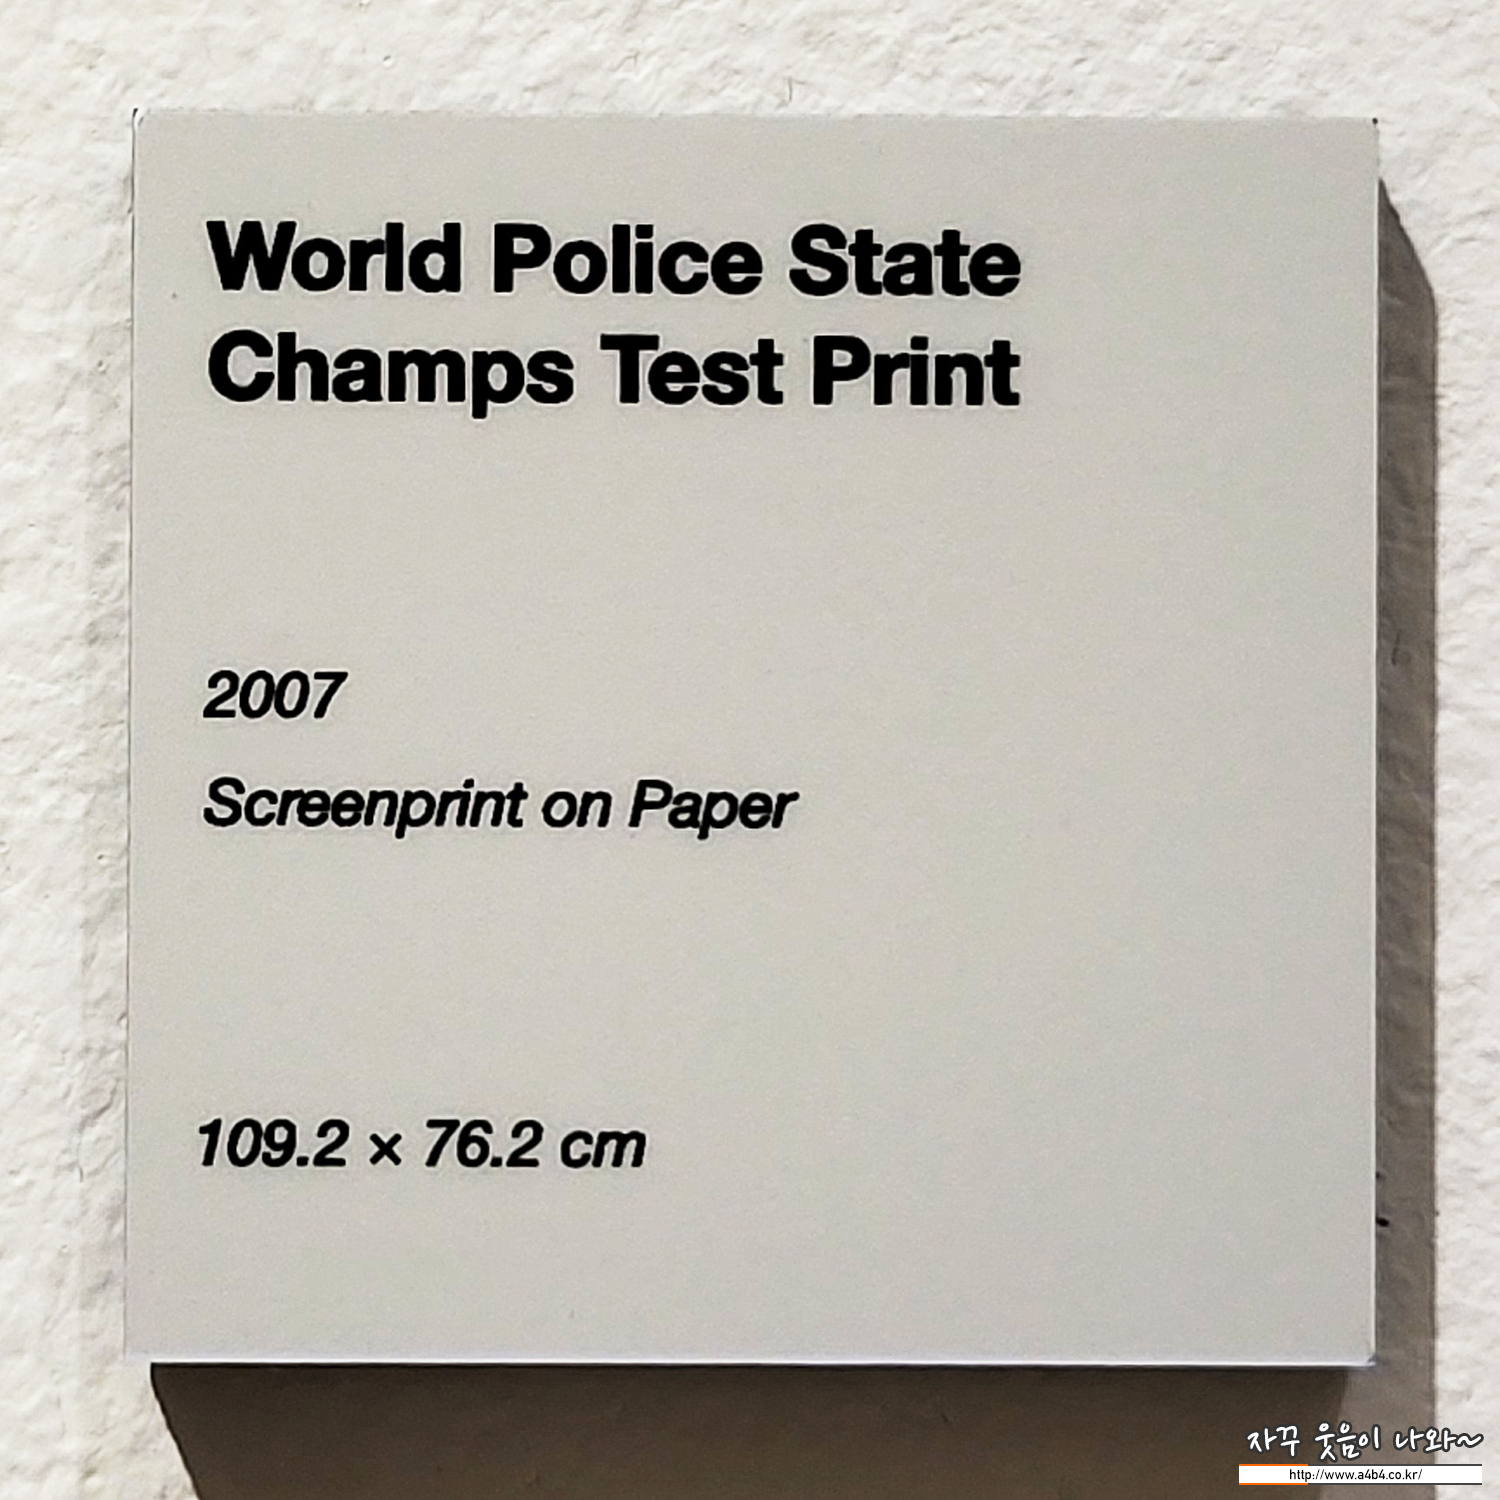 World Police State
Champs Test Print
2007
Screenprint on Paper
109.2 × 76.2 cm
자꾸 웃음이 나와~
http://www.a4b4.co.kr/